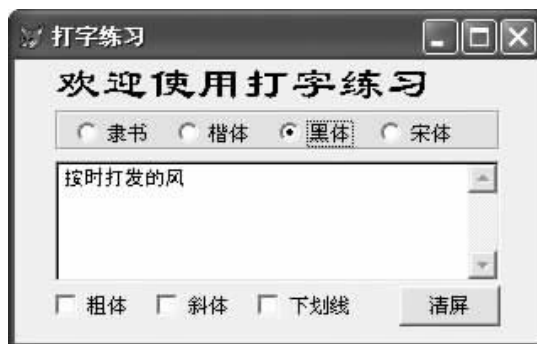 打字练习
欢迎使用打字练习
隶书 楷体 黑体 宋体
按时打发的风
粗体 斜体 下划线 清屏